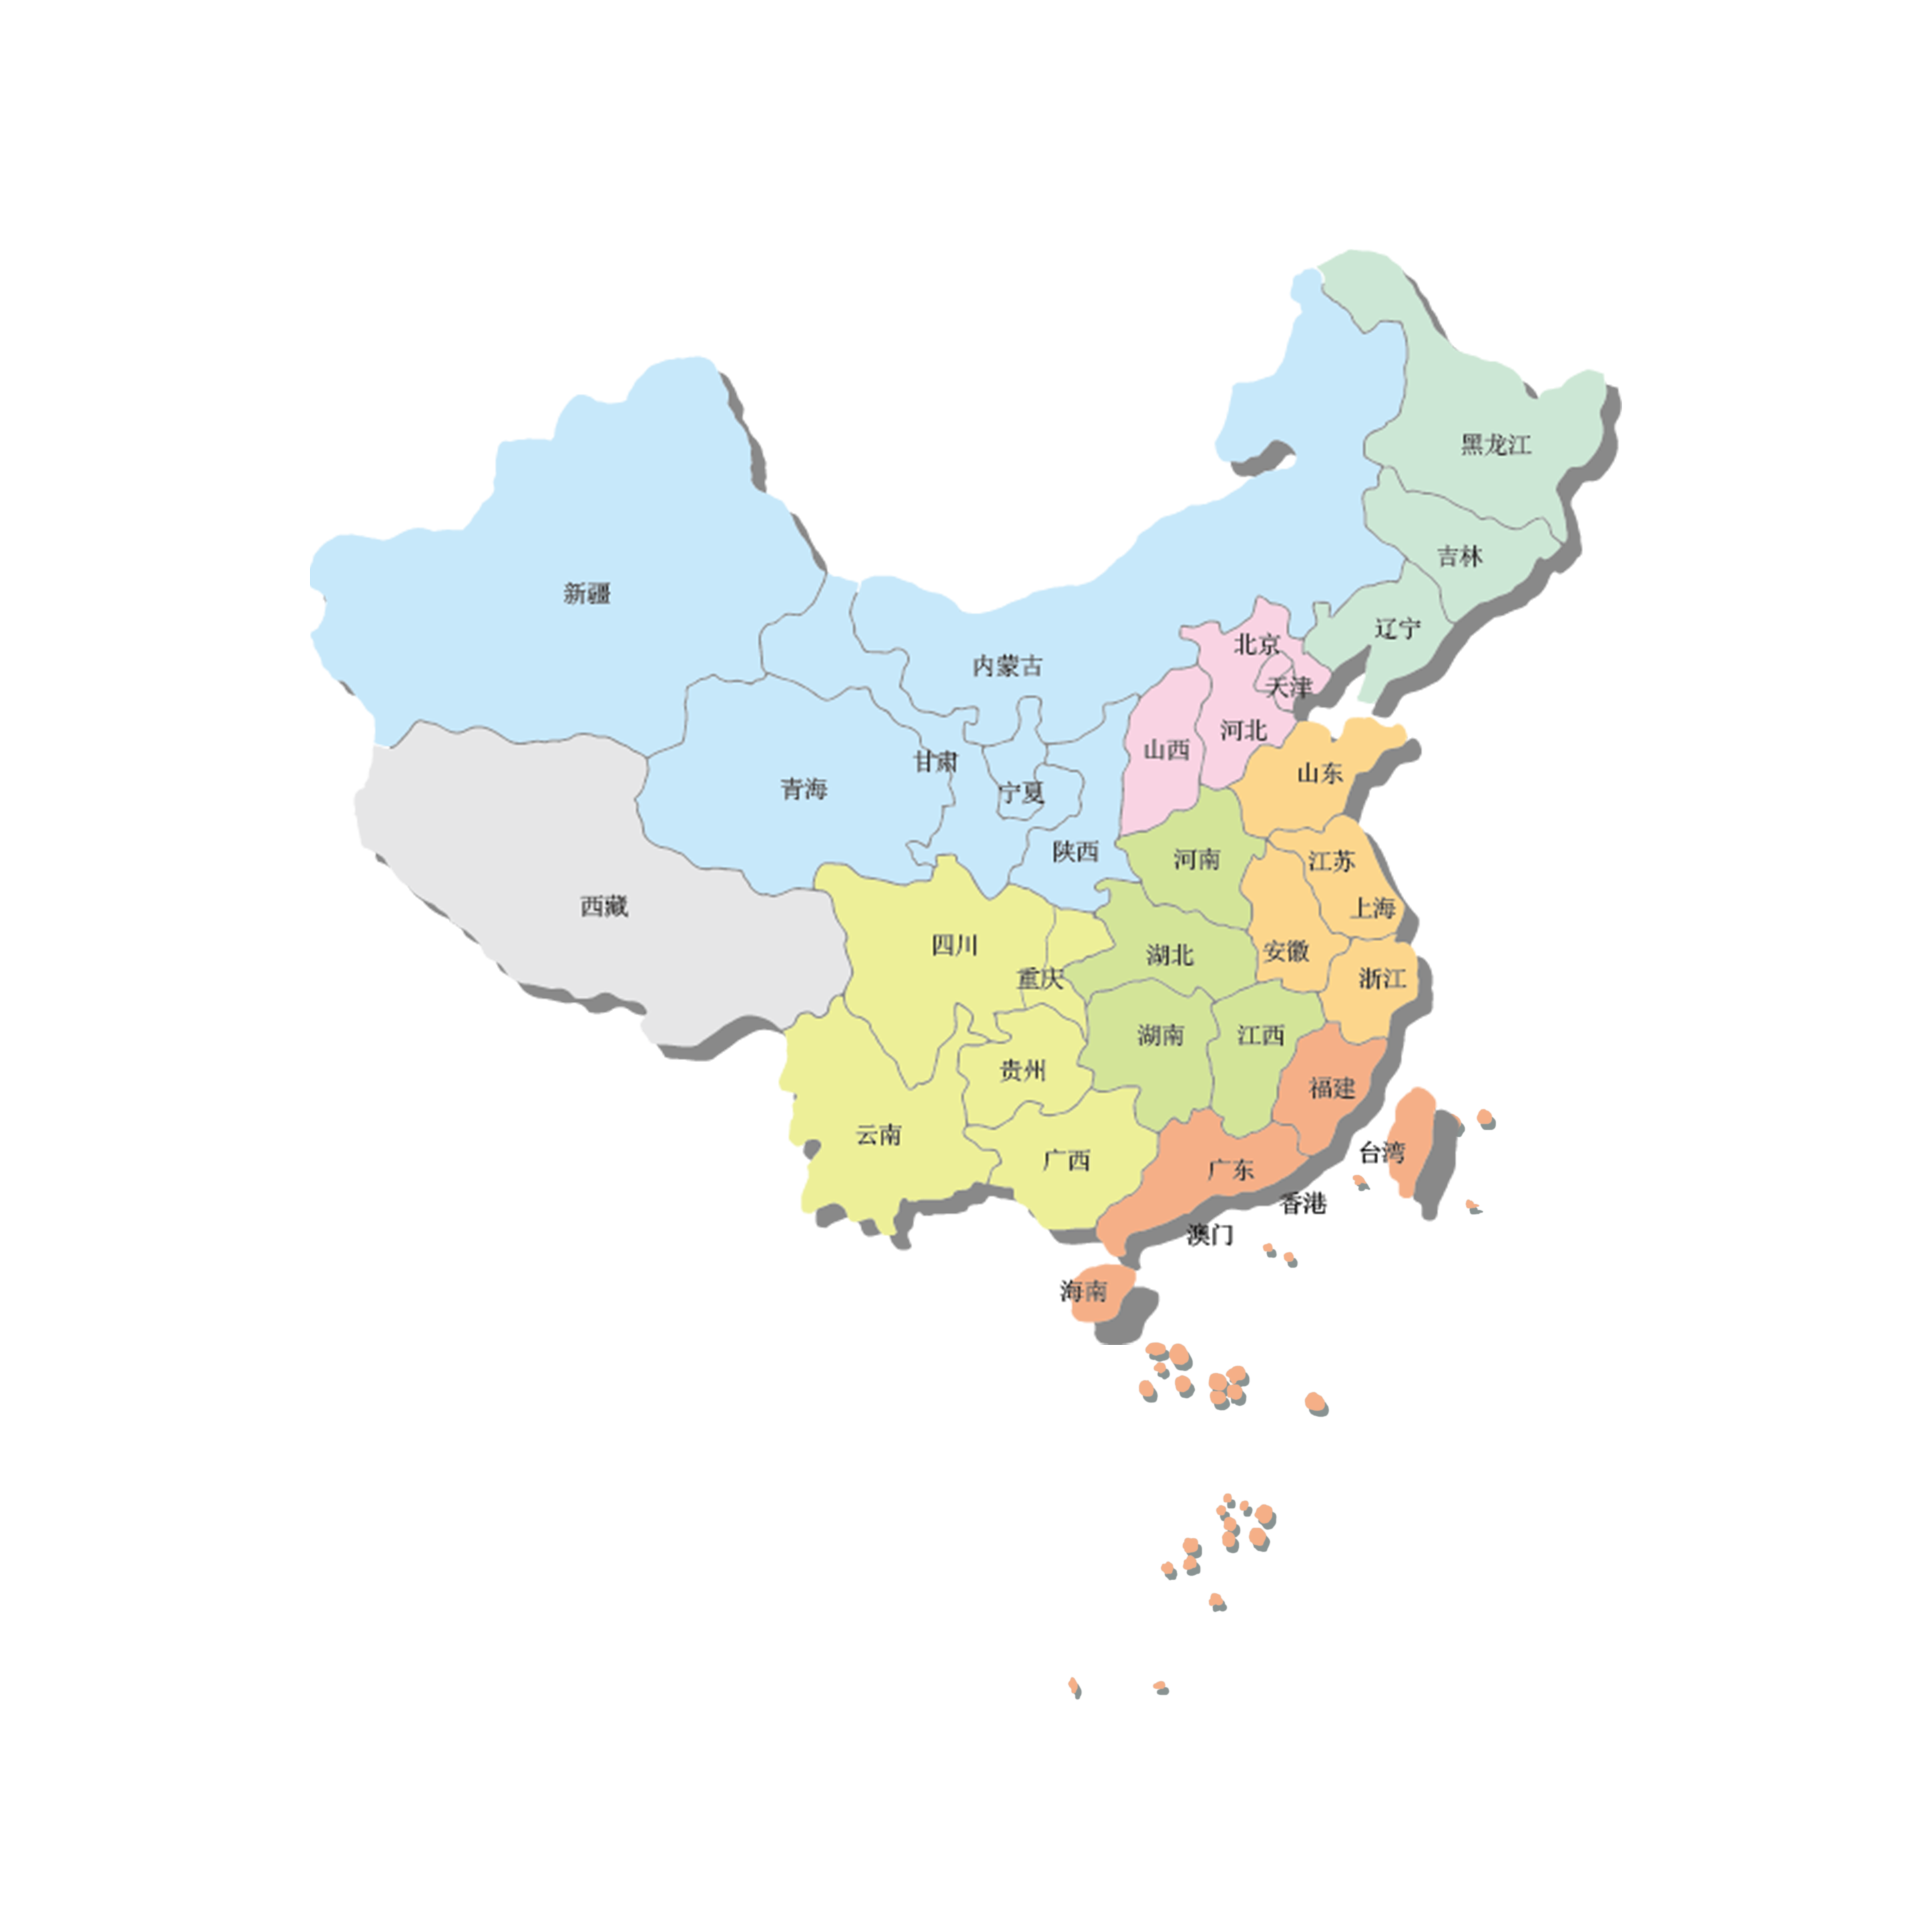 黑龙江
吉林
新疆
辽宁
北京
内蒙古
天津
河北
山西
甘肃
山东
青海
宁夏
陕西
河南
江苏
西藏
上海
四川
安徽
湖北
重庆
浙江
湖南
江西
贵州
福建
云南
台湾
广西
广东
香港
澳门
海南